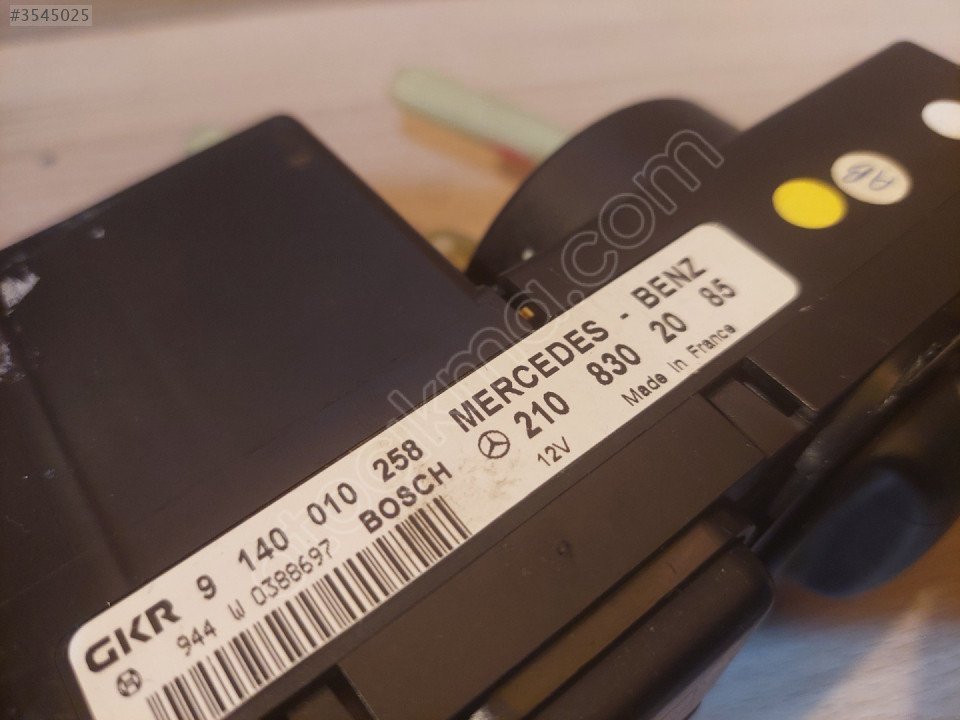 #3545025
AB
MERCEDES - BENZ
210 830 20 85
12V Made In France
GKR 9 140 010 258
944 W 0388697 BOSCH